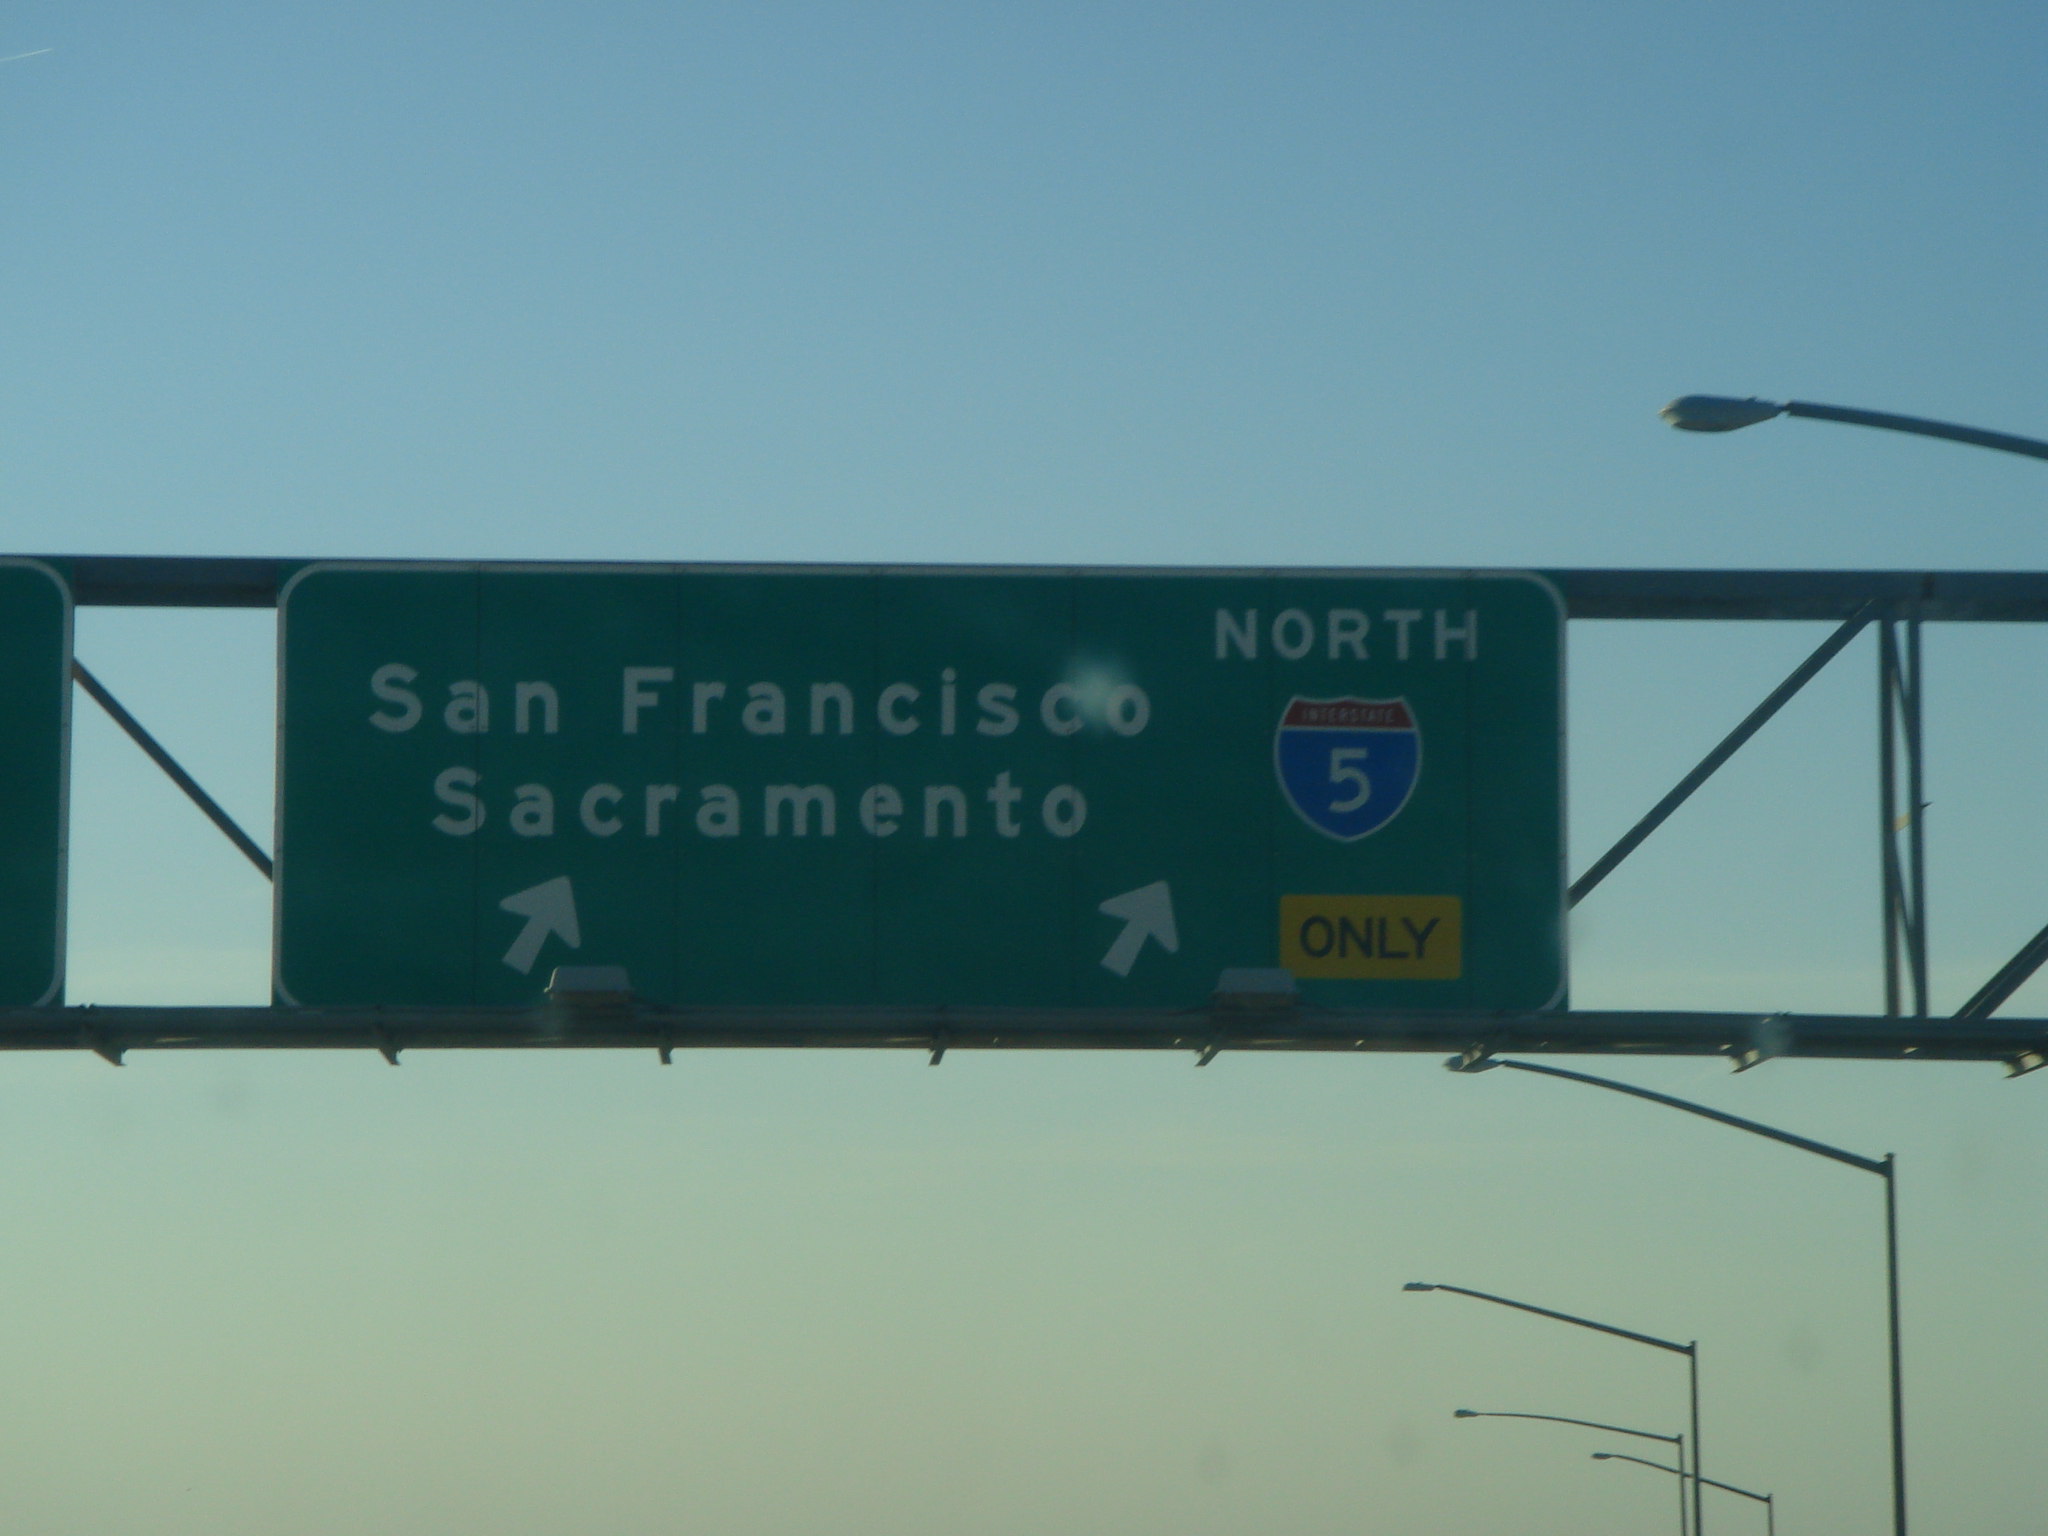 NORTH
San Francisco
Sacramento
INTERSTATE
5
ONLY